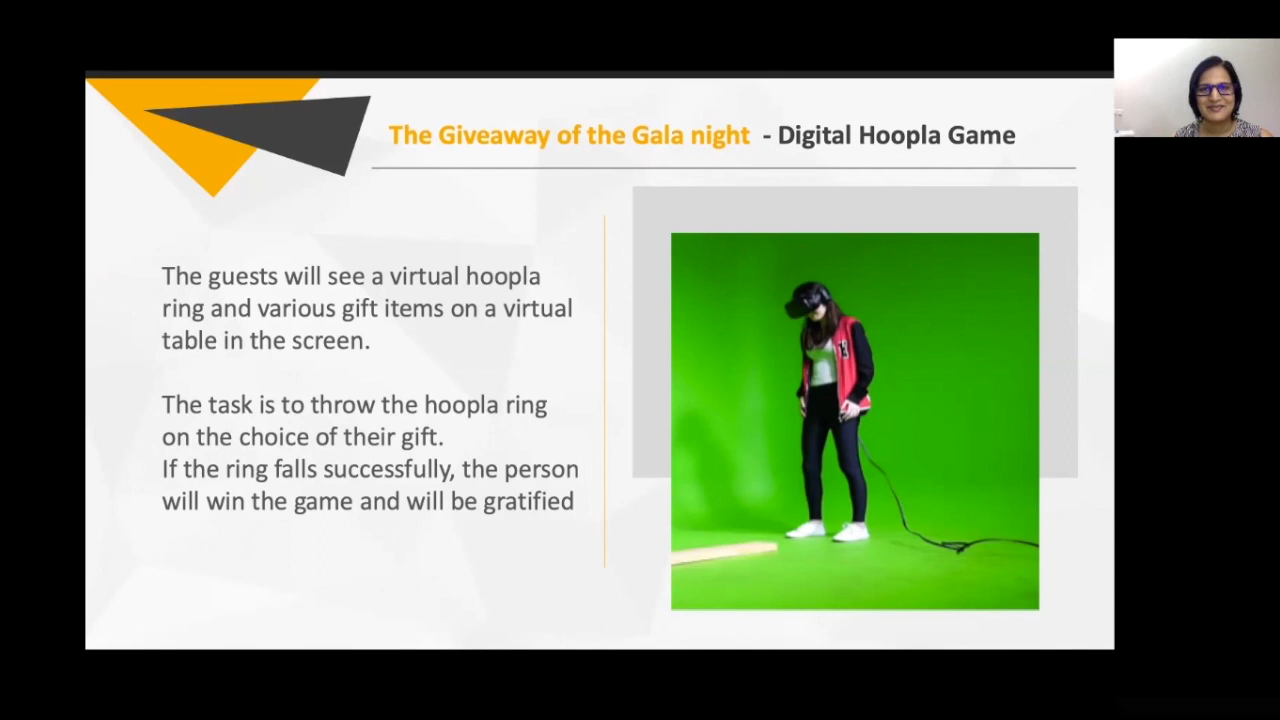 The Giveaway of the Gala night - Digital Hoopla Game
The guests will see a virtual hoopla
ring and various gift items on a virtual
table in the screen.
The task is to throw the hoopla ring
on the choice of their gift.
If the ring falls successfully, the person
will win the game and will be gratified